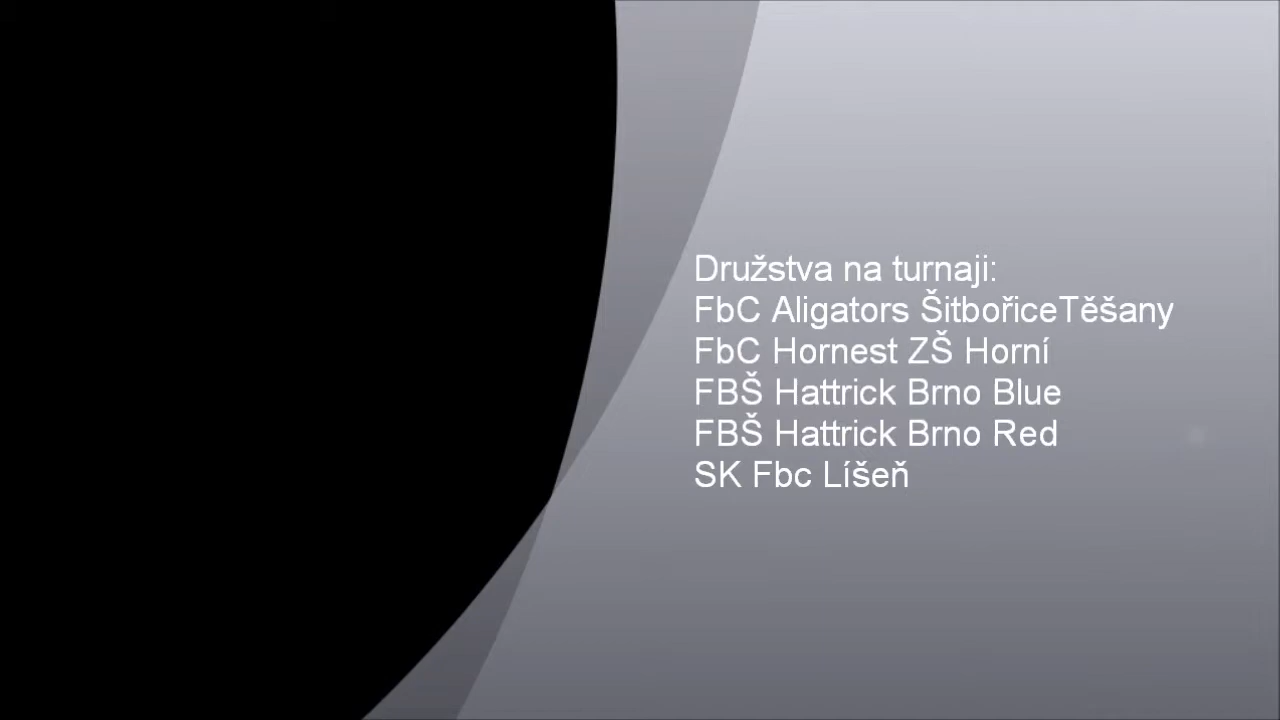 Družstva na turnaji:
FbC Aligators ŠitbořiceTěšany
FbC Hornest ZŠ Horní
FBŠ Hattrick Brno Blue
FBŠ Hattrick Brno Red
SK Fbc Líšeň